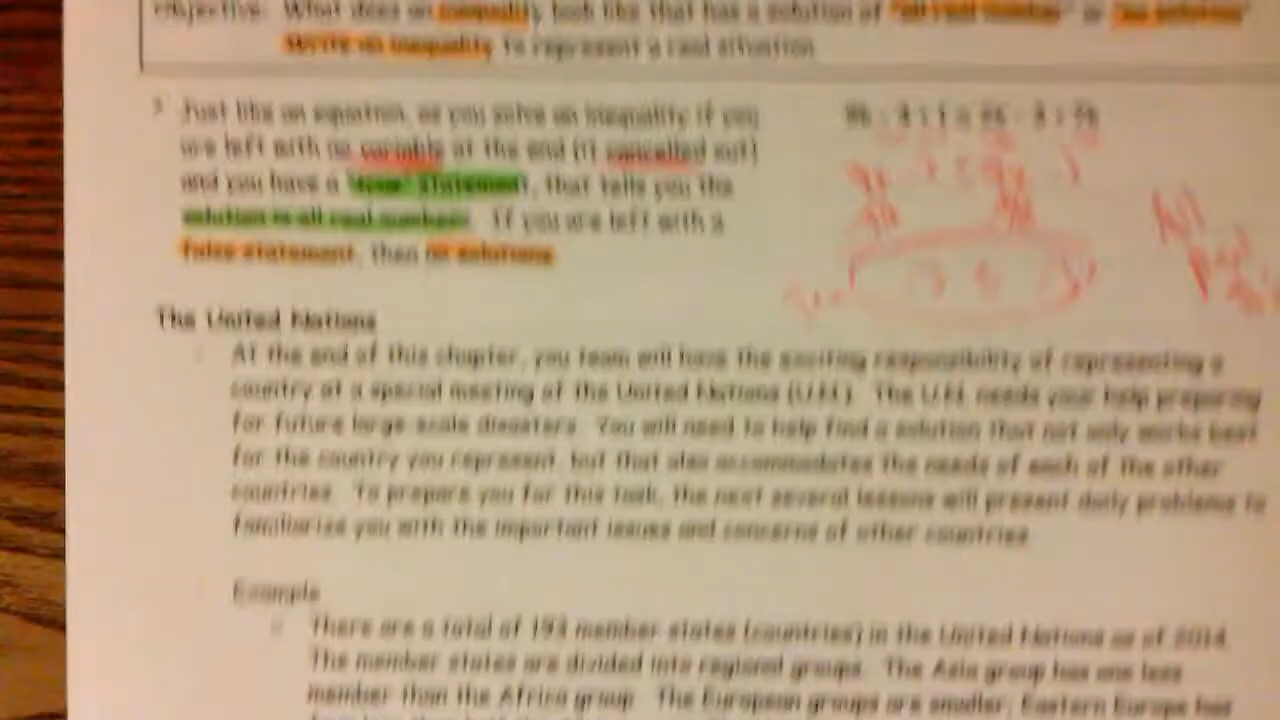 Objective: What does an inequality look like that has a solution of "all real number" or "no solution"
Write an inequality to represent a real situation
Just like an equation, as you solve an inequality if you
are left with no variable at the end (it cancelled out)
and you have a "true" statement, that tells you the
solution is all real numbers. If you are left with a
false statement, then no solutions.
All
The United Nations
At the end of this chapter, you team will have the exciting responsibility of representing a
country at a special meeting of the United Nations (U.N.). The U.N. needs your help preparing
for future large-scale disasters. You will need to help find a solution that not only works best
for the country you represent, but that also accommodates the needs of each of the other
countries. To prepare you for this task, the next several lessons will present daily problems to
familiarize you with the important issues and concerns of other countries.
Example
There are a total of 193 member states (countries) in the United Nations as of 2014.
The member states are divided into regional groups. The Asia group has one less
member than the Africa group. The European groups are smaller; Eastern Europe has